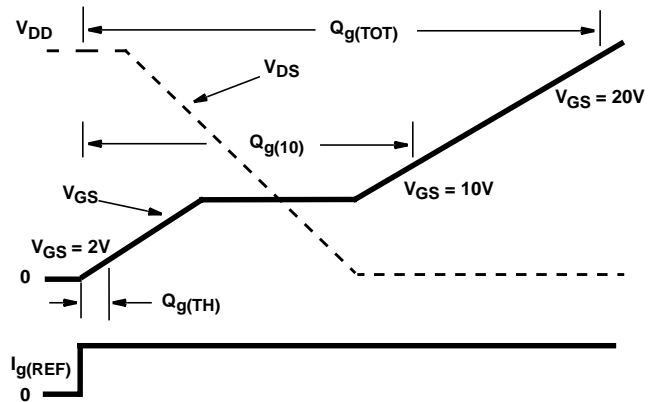 V_DD
Q_g(TOT)
V_DS
V_GS = 20V
Q_g(10)
V_GS
V_GS = 10V
V_GS = 2V
0
Q_g(TH)
I_g(REF)
0